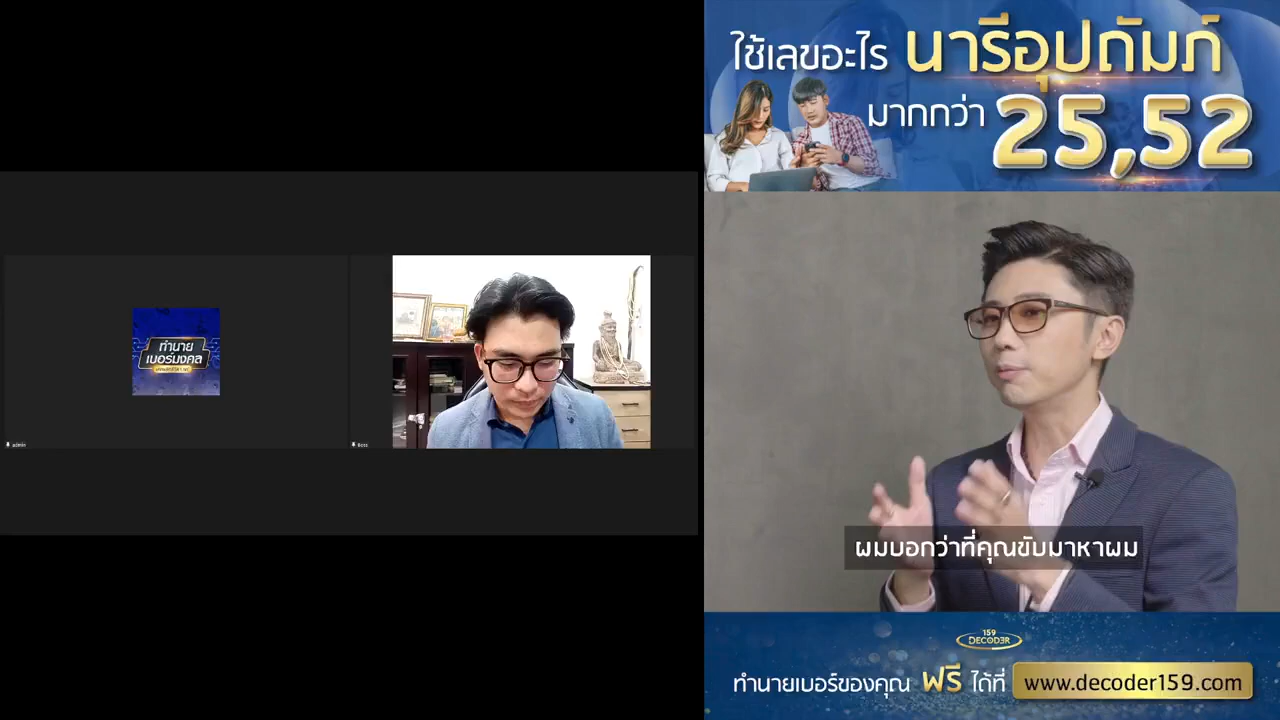 ทำนาย
เบอร์มงคล
admin
Boss
ใช้เลขอะไร นารีอุปถัมภ์
มากกว่า 25,52
ผมบอกว่าที่คุณขับมาหาผม
159
DECODER
ทำนายเบอร์ของคุณ ฟรี ได้ที่ www.decoder159.com